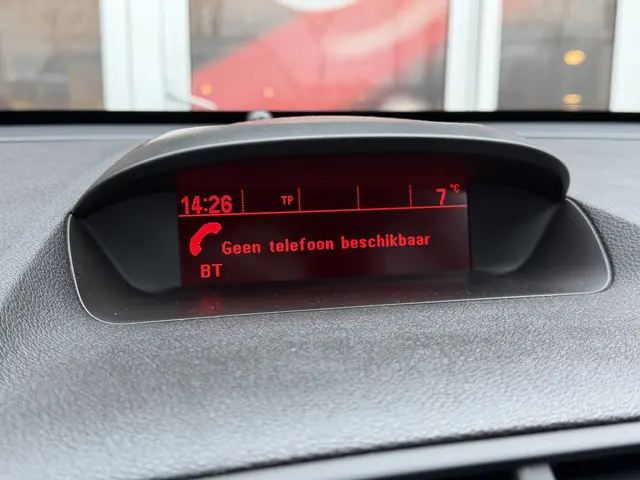 14:26 TP 7 °C
Geen telefoon beschikbaar
BT